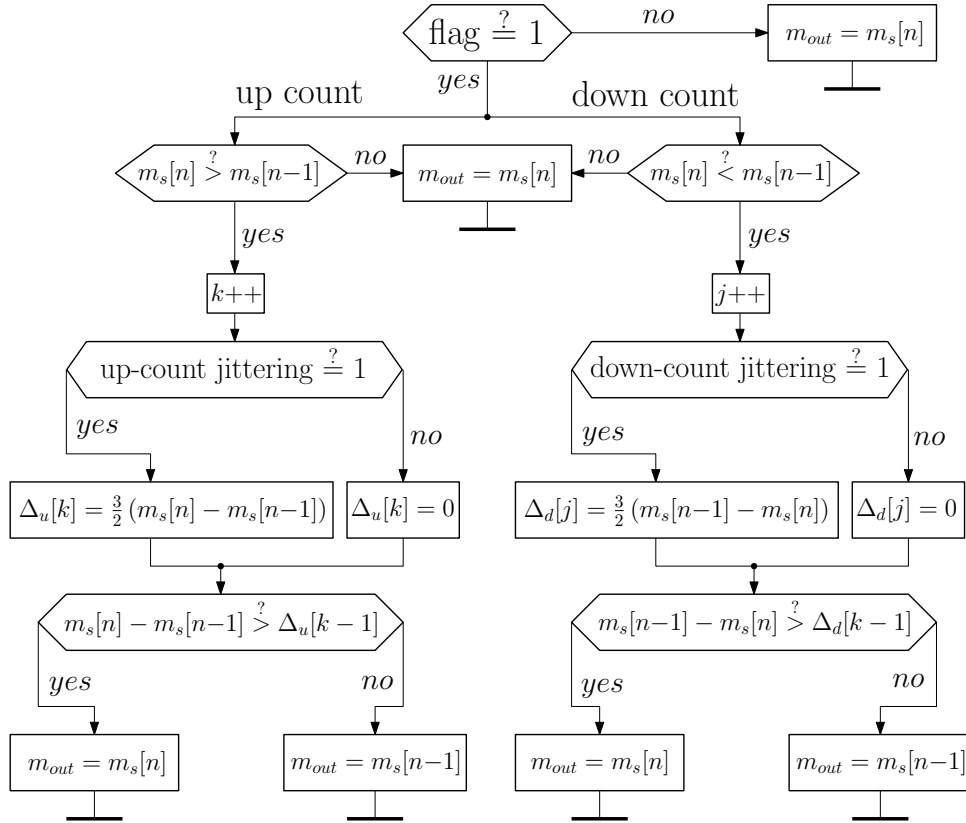 flag ≟ 1
no
m_out = m_s[n]
yes
up count
down count
m_s[n] >? m_s[n−1]
no
m_out = m_s[n]
no
m_s[n] <? m_s[n−1]
yes
yes
k++
j++
up-count jittering ≟ 1
down-count jittering ≟ 1
yes
no
yes
no
Δ_u[k] = 3/2 (m_s[n] − m_s[n−1])
Δ_u[k] = 0
Δ_d[j] = 3/2 (m_s[n−1] − m_s[n])
Δ_d[j] = 0
m_s[n] − m_s[n−1] >? Δ_u[k − 1]
m_s[n−1] − m_s[n] >? Δ_d[k − 1]
yes
no
yes
no
m_out = m_s[n]
m_out = m_s[n−1]
m_out = m_s[n]
m_out = m_s[n−1]